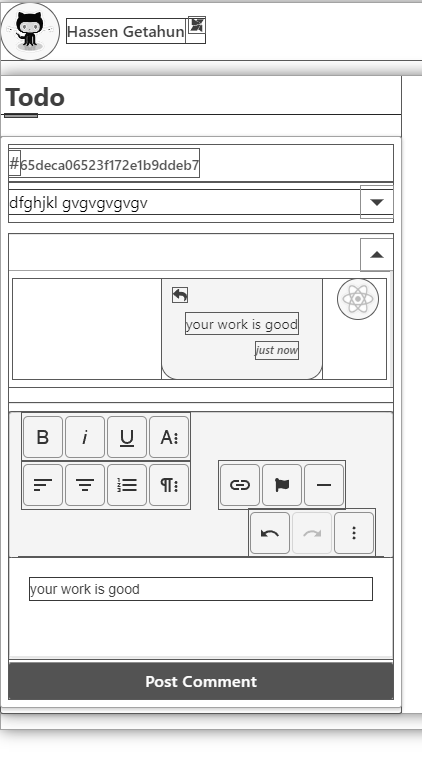 Hassen Getahun
Todo
#65deca06523f172e1b9ddeb7
dfghjkl gvgvgvgvgv
your work is good
just now
B i U A
your work is good
Post Comment